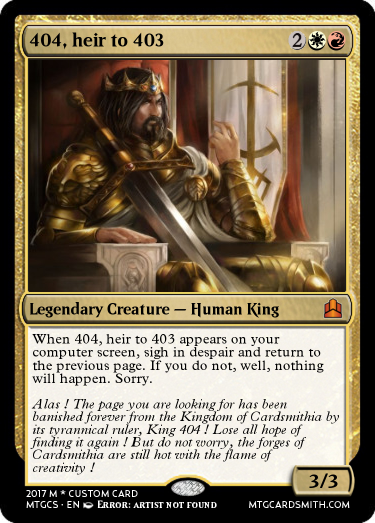 404, heir to 403 2
Legendary Creature — Human King
When 404, heir to 403 appears on your
computer screen, sigh in despair and return to
the previous page. If you do not, well, nothing
will happen. Sorry.
Alas ! The page you are looking for has been
banished forever from the Kingdom of Cardsmithia by
its tyrannical ruler, King 404 ! Lose all hope of
finding it again ! But do not worry, the forges of
Cardsmithia are still hot with the flame of
creativity !
3/3
2017 M * CUSTOM CARD
MTGCS • EN ERROR: ARTIST NOT FOUND MTGCARDSMITH.COM